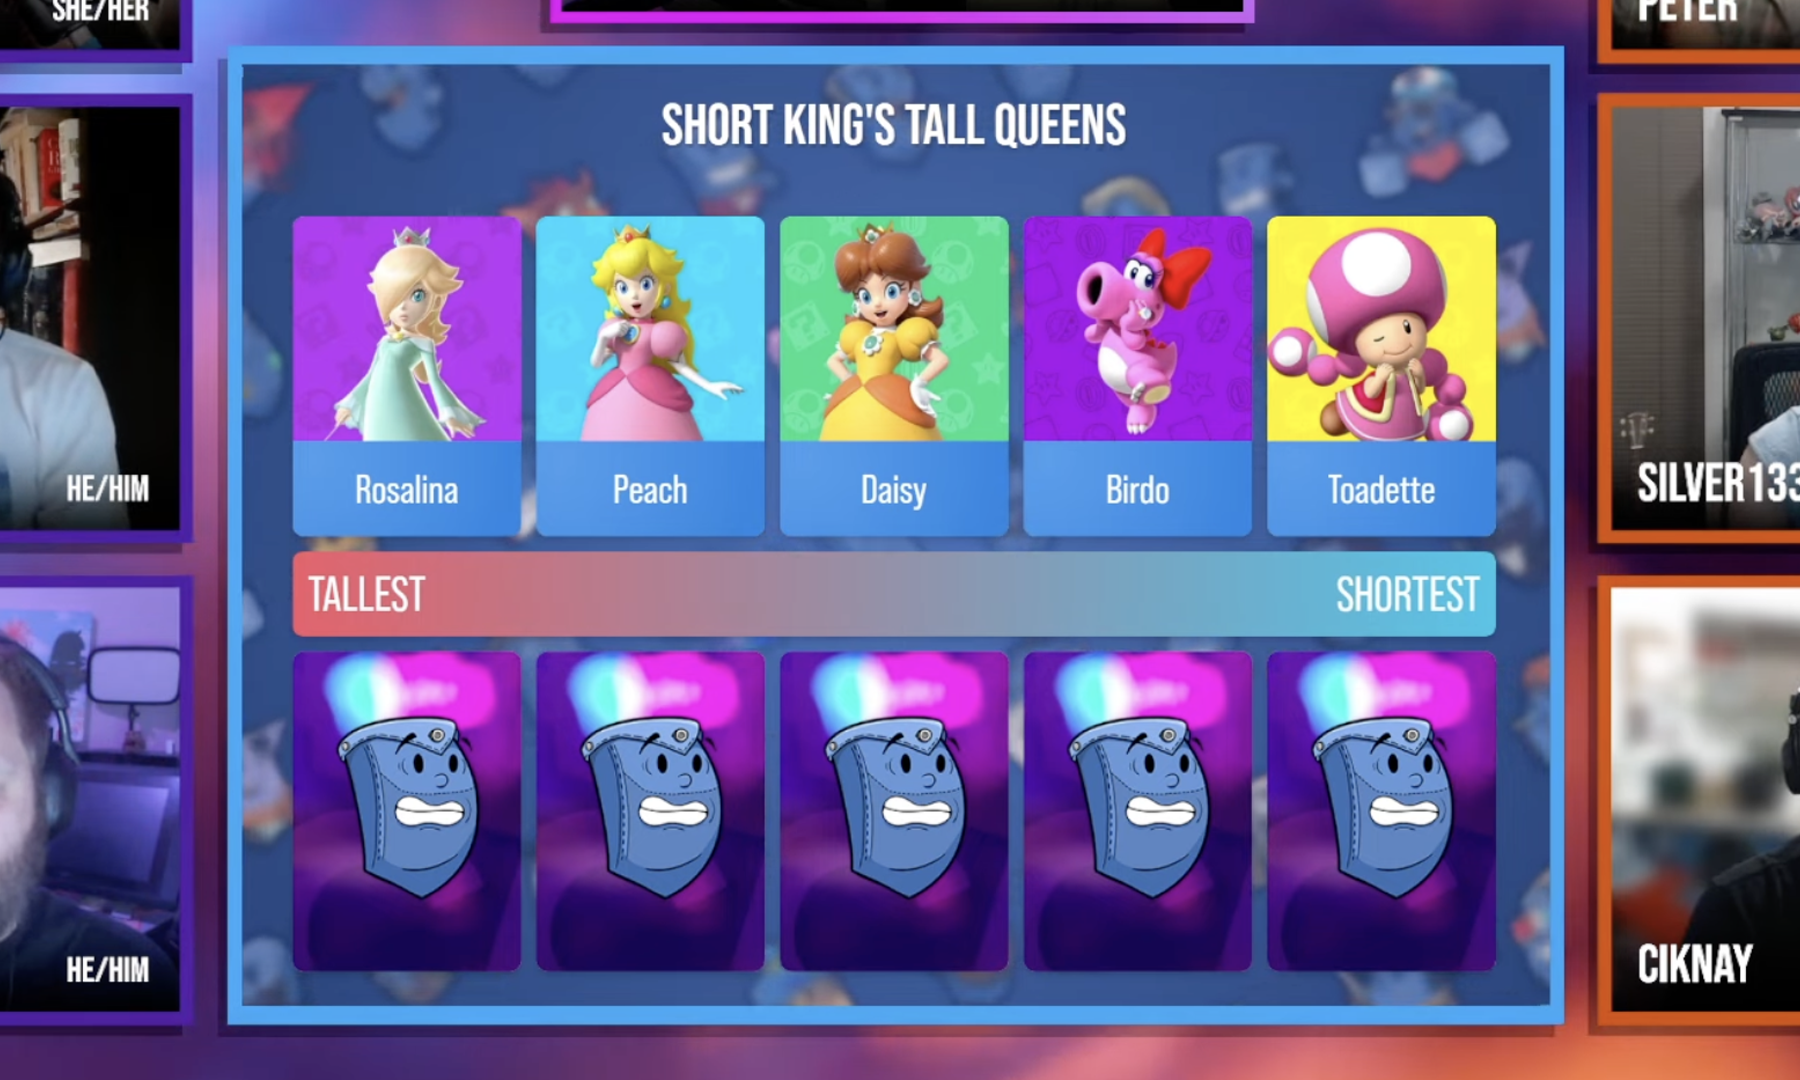 SHE/HER
PETER
SHORT KING'S TALL QUEENS
Rosalina
Peach
Daisy
Birdo
Toadette
HE/HIM
SILVER133
TALLEST
SHORTEST
HE/HIM
CIKNAY